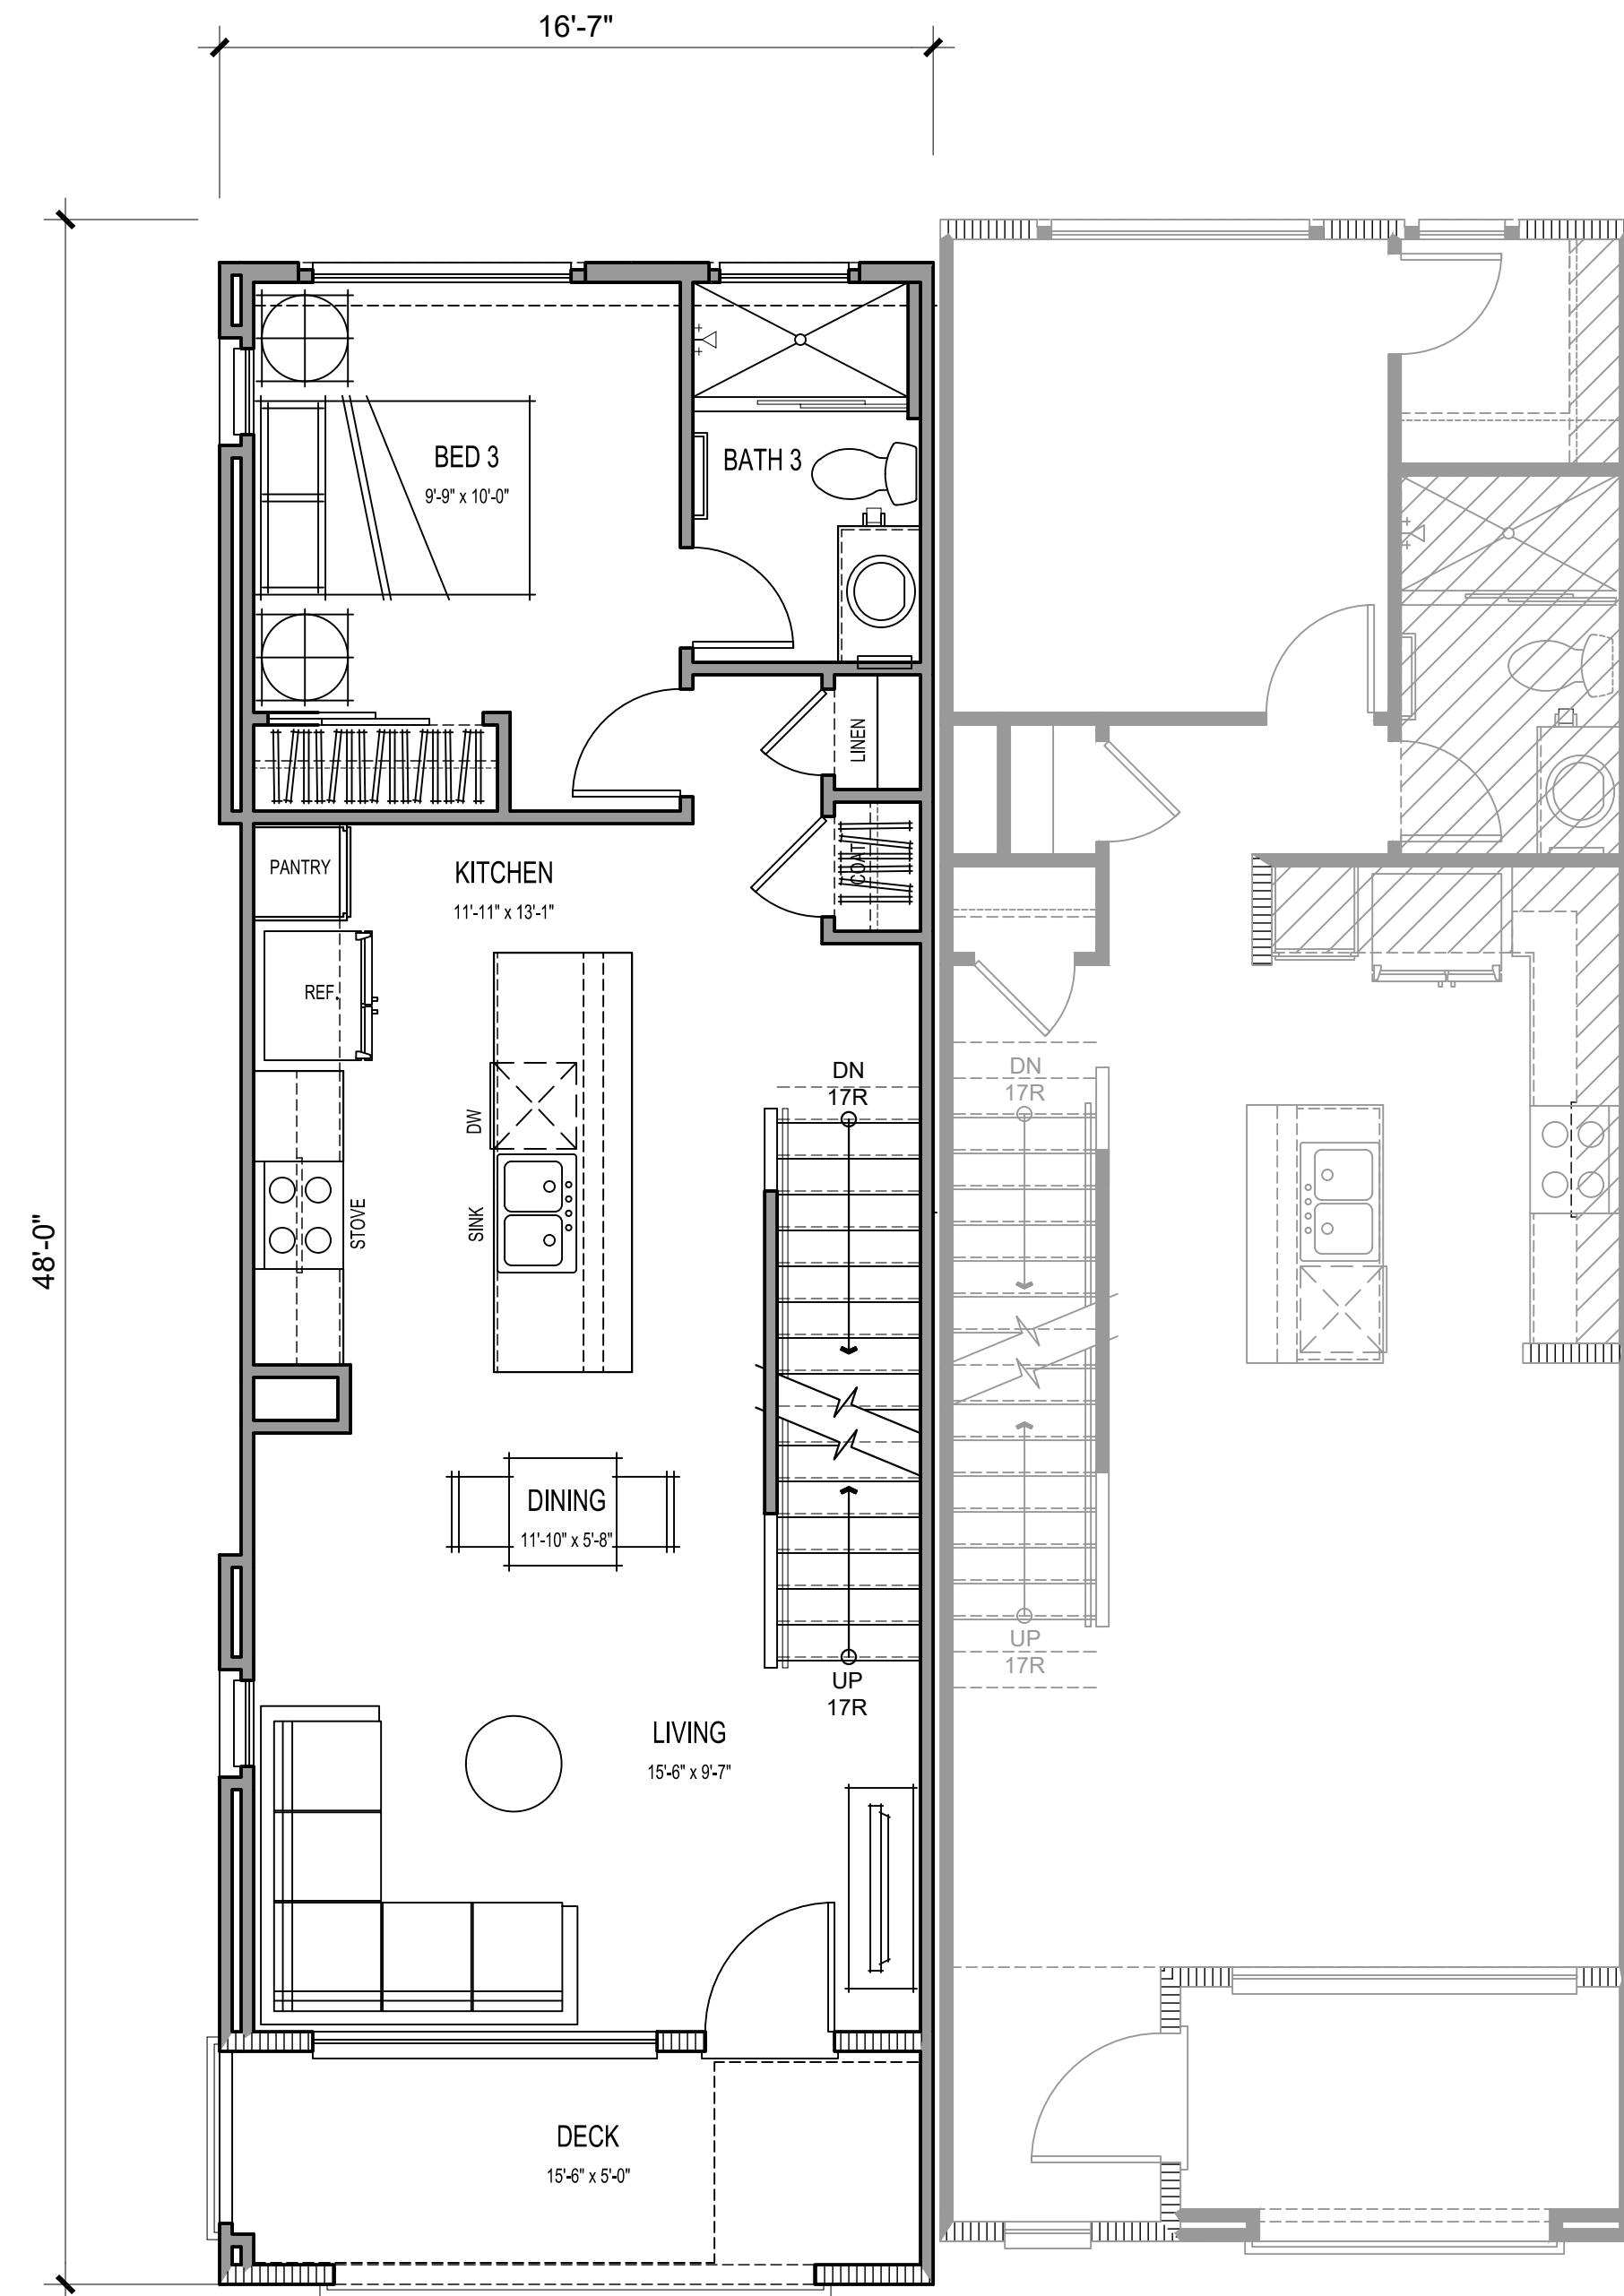 16'-7"
48'-0"
BED 3
9'-9" x 10'-0"
BATH 3
LINEN
COAT
PANTRY
KITCHEN
11'-11" x 13'-1"
REF.
DW
SINK
STOVE
DN
17R
DN
17R
DINING
11'-10" x 5'-8"
UP
17R
UP
17R
LIVING
15'-6" x 9'-7"
DECK
15'-6" x 5'-0"